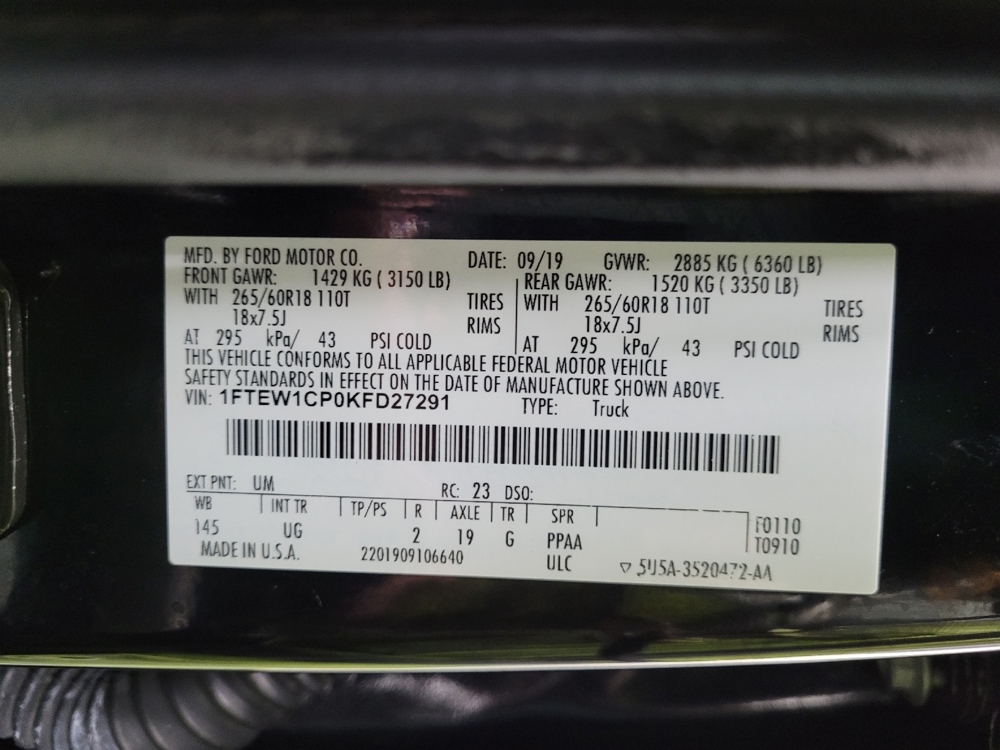 MFD. BY FORD MOTOR CO. DATE: 09/19 GVWR: 2885 KG ( 6360 LB)
FRONT GAWR: 1429 KG ( 3150 LB) REAR GAWR: 1520 KG ( 3350 LB)
WITH 265/60R18 110T TIRES WITH 265/60R18 110T TIRES
18x7.5J RIMS 18x7.5J RIMS
AT 295 kPa/ 43 PSI COLD AT 295 kPa/ 43 PSI COLD
THIS VEHICLE CONFORMS TO ALL APPLICABLE FEDERAL MOTOR VEHICLE
SAFETY STANDARDS IN EFFECT ON THE DATE OF MANUFACTURE SHOWN ABOVE.
VIN: 1FTEW1CP0KFD27291 TYPE: Truck
EXT PNT: UM RC: 23 DSO:
WB INT TR TP/PS R AXLE TR SPR F0110
145 UG 2 19 G PPAA T0910
MADE IN U.S.A. 2201909106640 ULC ▽ 5U5A-3520472-AA